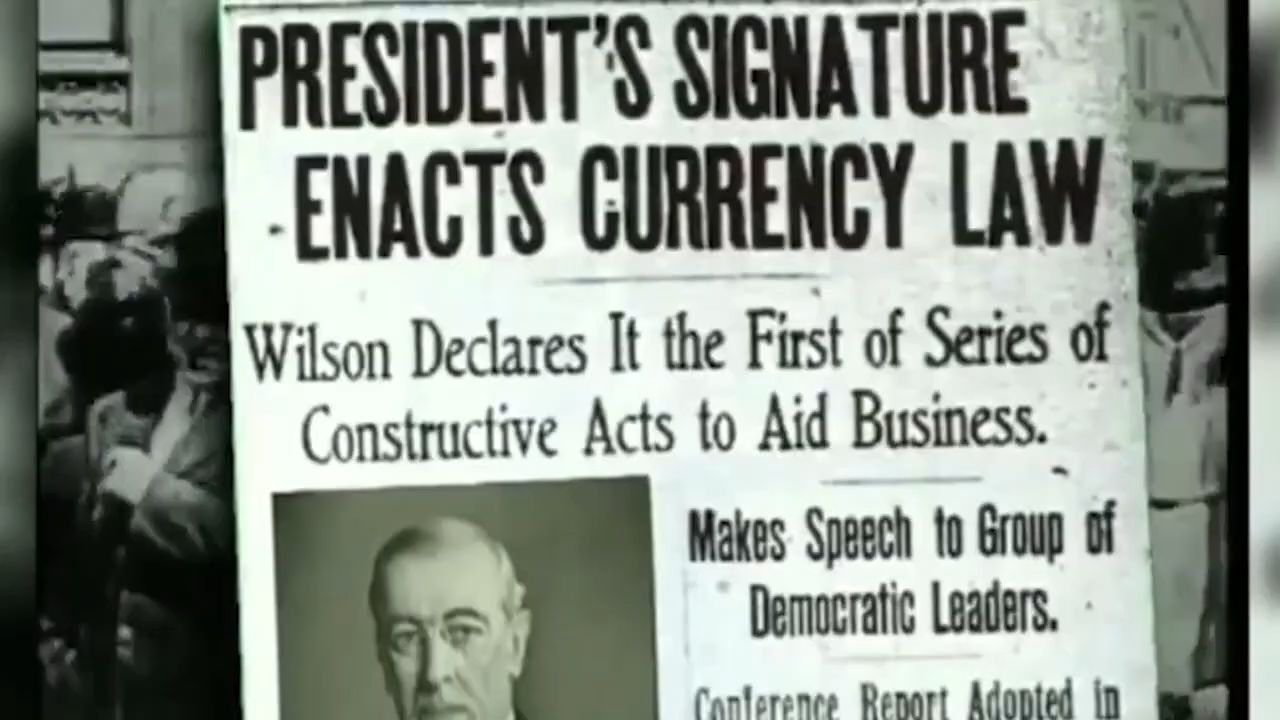 PRESIDENT'S SIGNATURE
ENACTS CURRENCY LAW
Wilson Declares It the First of Series of
Constructive Acts to Aid Business.
Makes Speech to Group of
Democratic Leaders.
Conference Report Adopted in